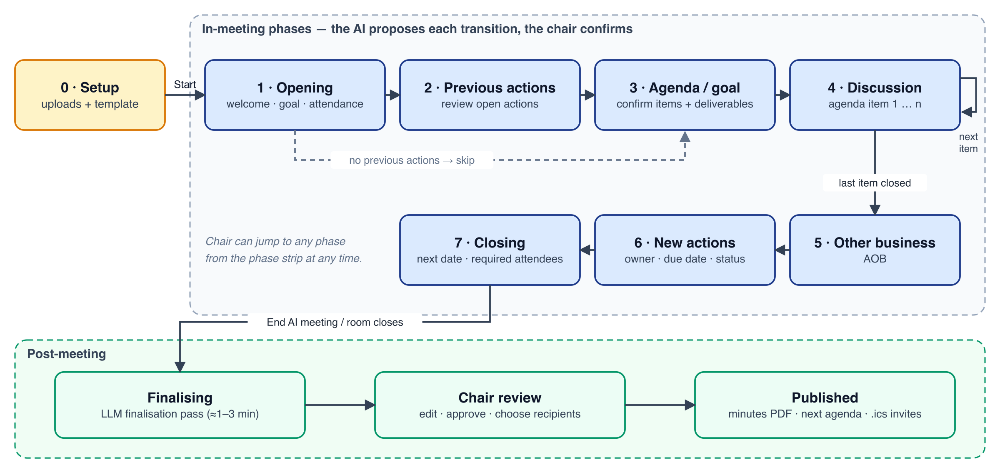 In-meeting phases — the AI proposes each transition, the chair confirms
0 · Setup
uploads + template
Start
1 · Opening
welcome · goal · attendance
2 · Previous actions
review open actions
3 · Agenda / goal
confirm items + deliverables
4 · Discussion
agenda item 1 … n
next
item
no previous actions → skip
last item closed
5 · Other business
AOB
6 · New actions
owner · due date · status
7 · Closing
next date · required attendees
Chair can jump to any phase
from the phase strip at any time.
End AI meeting / room closes
Post-meeting
Finalising
LLM finalisation pass (≈1–3 min)
Chair review
edit · approve · choose recipients
Published
minutes PDF · next agenda · .ics invites